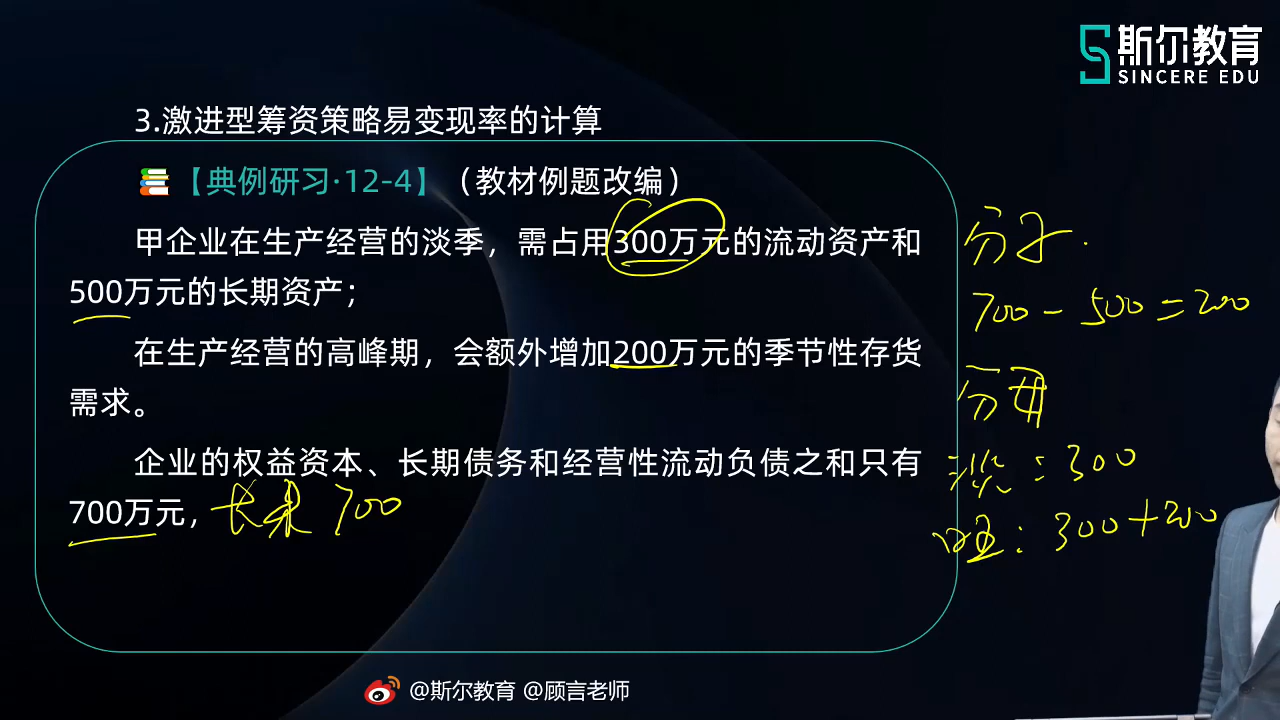 斯尔教育
SINCERE EDU
3.激进型筹资策略易变现率的计算
【典例研习·12-4】（教材例题改编）
甲企业在生产经营的淡季，需占用300万元的流动资产和
500万元的长期资产；
在生产经营的高峰期，会额外增加200万元的季节性存货
需求。
企业的权益资本、长期债务和经营性流动负债之和只有
700万元，长来 700
分子
700-500=200
分母
淡：300
旺：300+200
@斯尔教育 @顾言老师